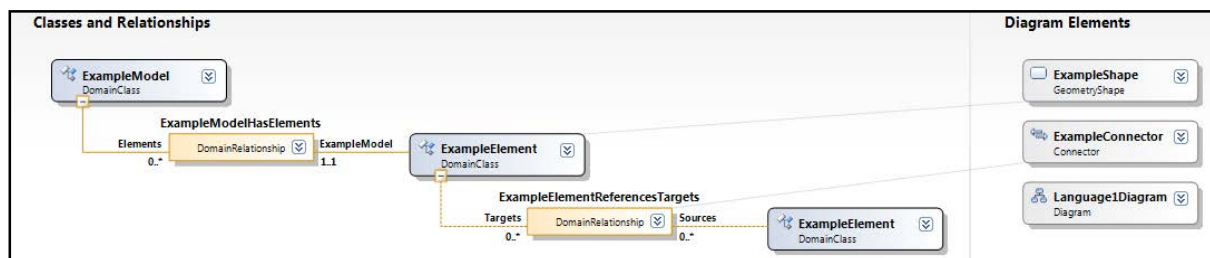 Classes and Relationships
Diagram Elements
ExampleModel
DomainClass
ExampleShape
GeometryShape
ExampleModelHasElements
Elements
DomainRelationship
ExampleModel
0..*
1..1
ExampleElement
DomainClass
ExampleConnector
Connector
ExampleElementReferencesTargets
Targets
DomainRelationship
Sources
0..*
0..*
ExampleElement
DomainClass
Language1Diagram
Diagram